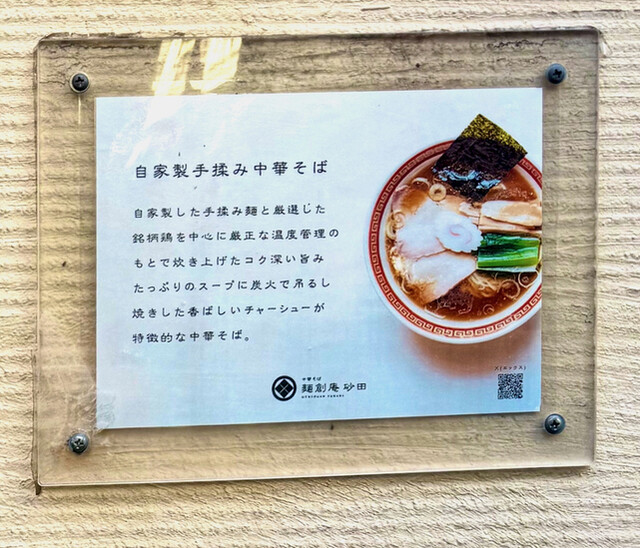 自家製手揉み中華そば
自家製した手揉み麺と厳選した
銘柄鶏を中心に厳正な温度管理の
もとで炊き上げたコク深い旨み
たっぷりのスープに炭火で吊るし
焼きした香ばしいチャーシューが
特徴的な中華そば。
中華そば
麺創庵 砂田